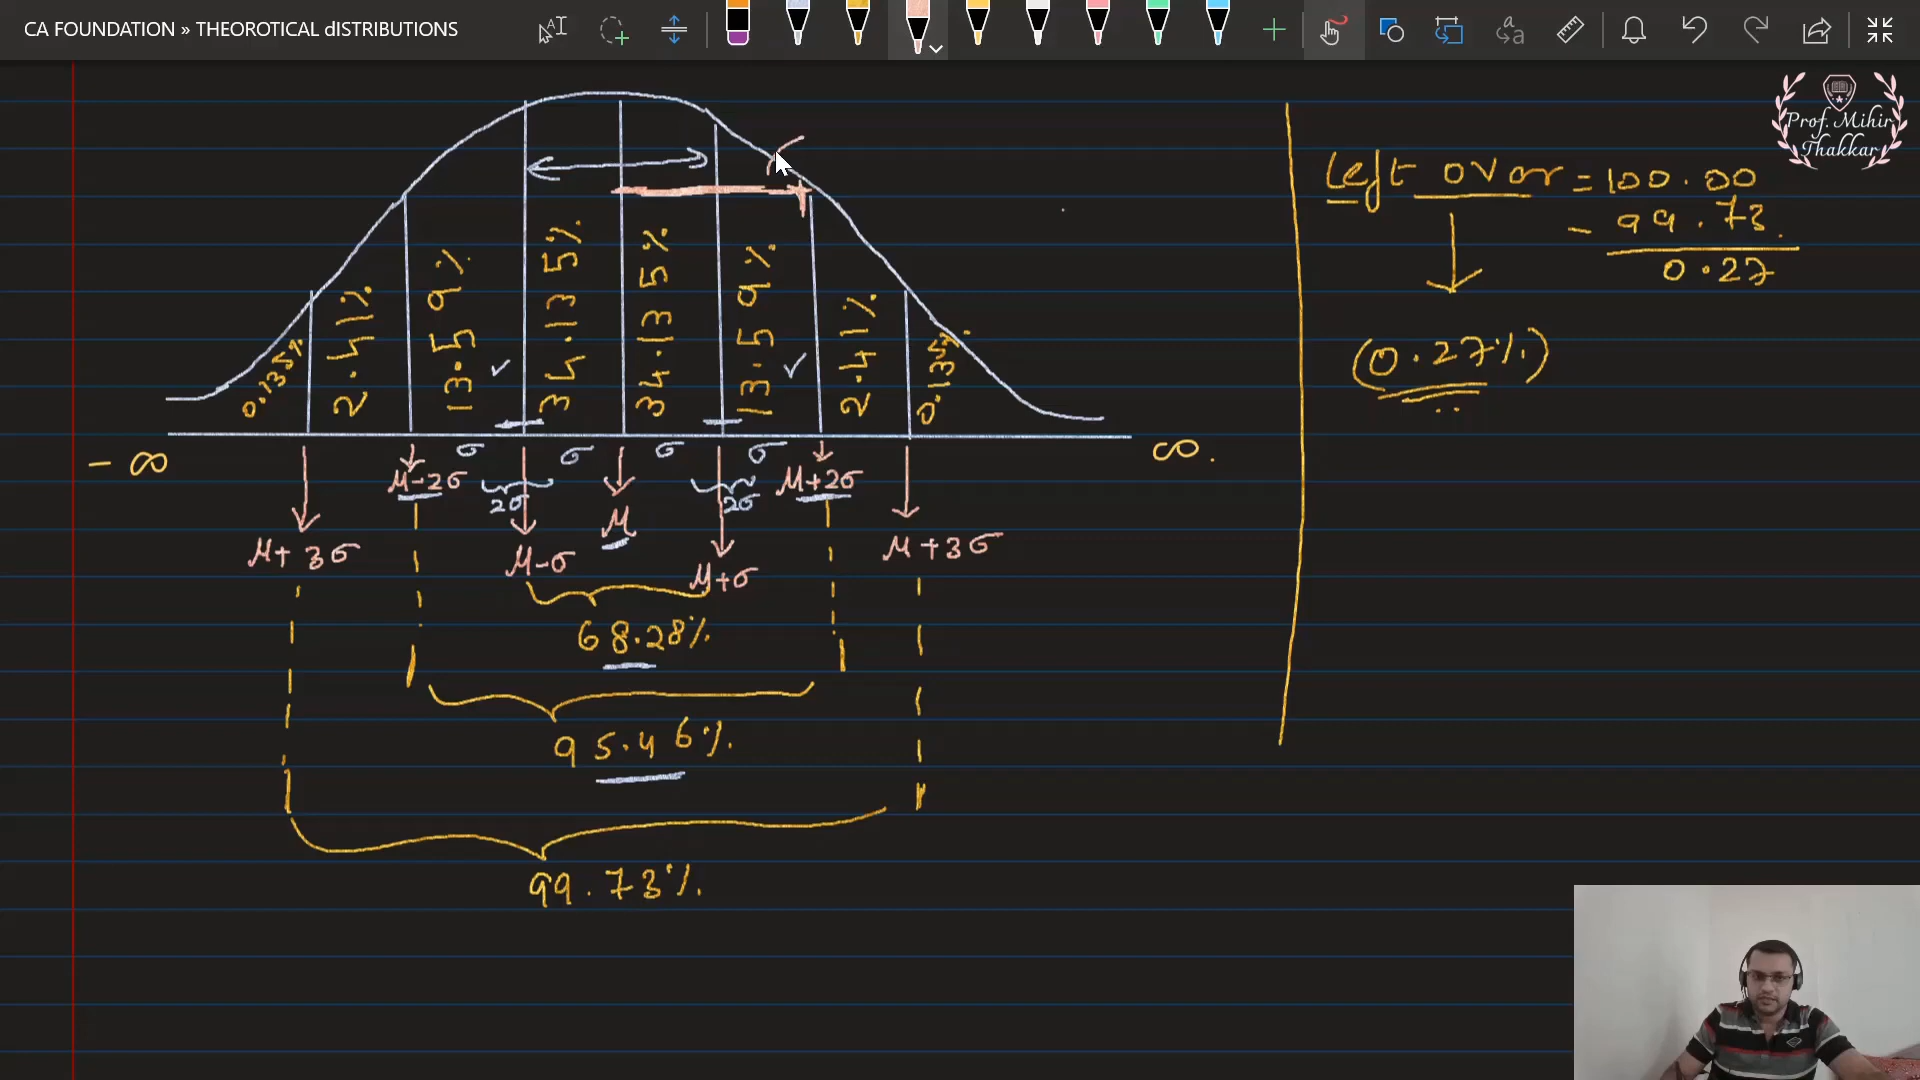 CA FOUNDATION » THEOROTICAL dISTRIBUTIONS
Prof. Mihir
Thakkar
Left over = 100.00
- 99.73
0.27
(0.27%)
0.135%
2.41%
13.59%
34.135%
34.135%
13.59%
2.41%
0.135%
- ∞
σ
σ
σ
σ
∞.
μ-2σ
2σ
μ
2σ
μ+2σ
μ+3σ
μ-σ
μ+σ
μ+3σ
68.28%
95.46%
99.73%